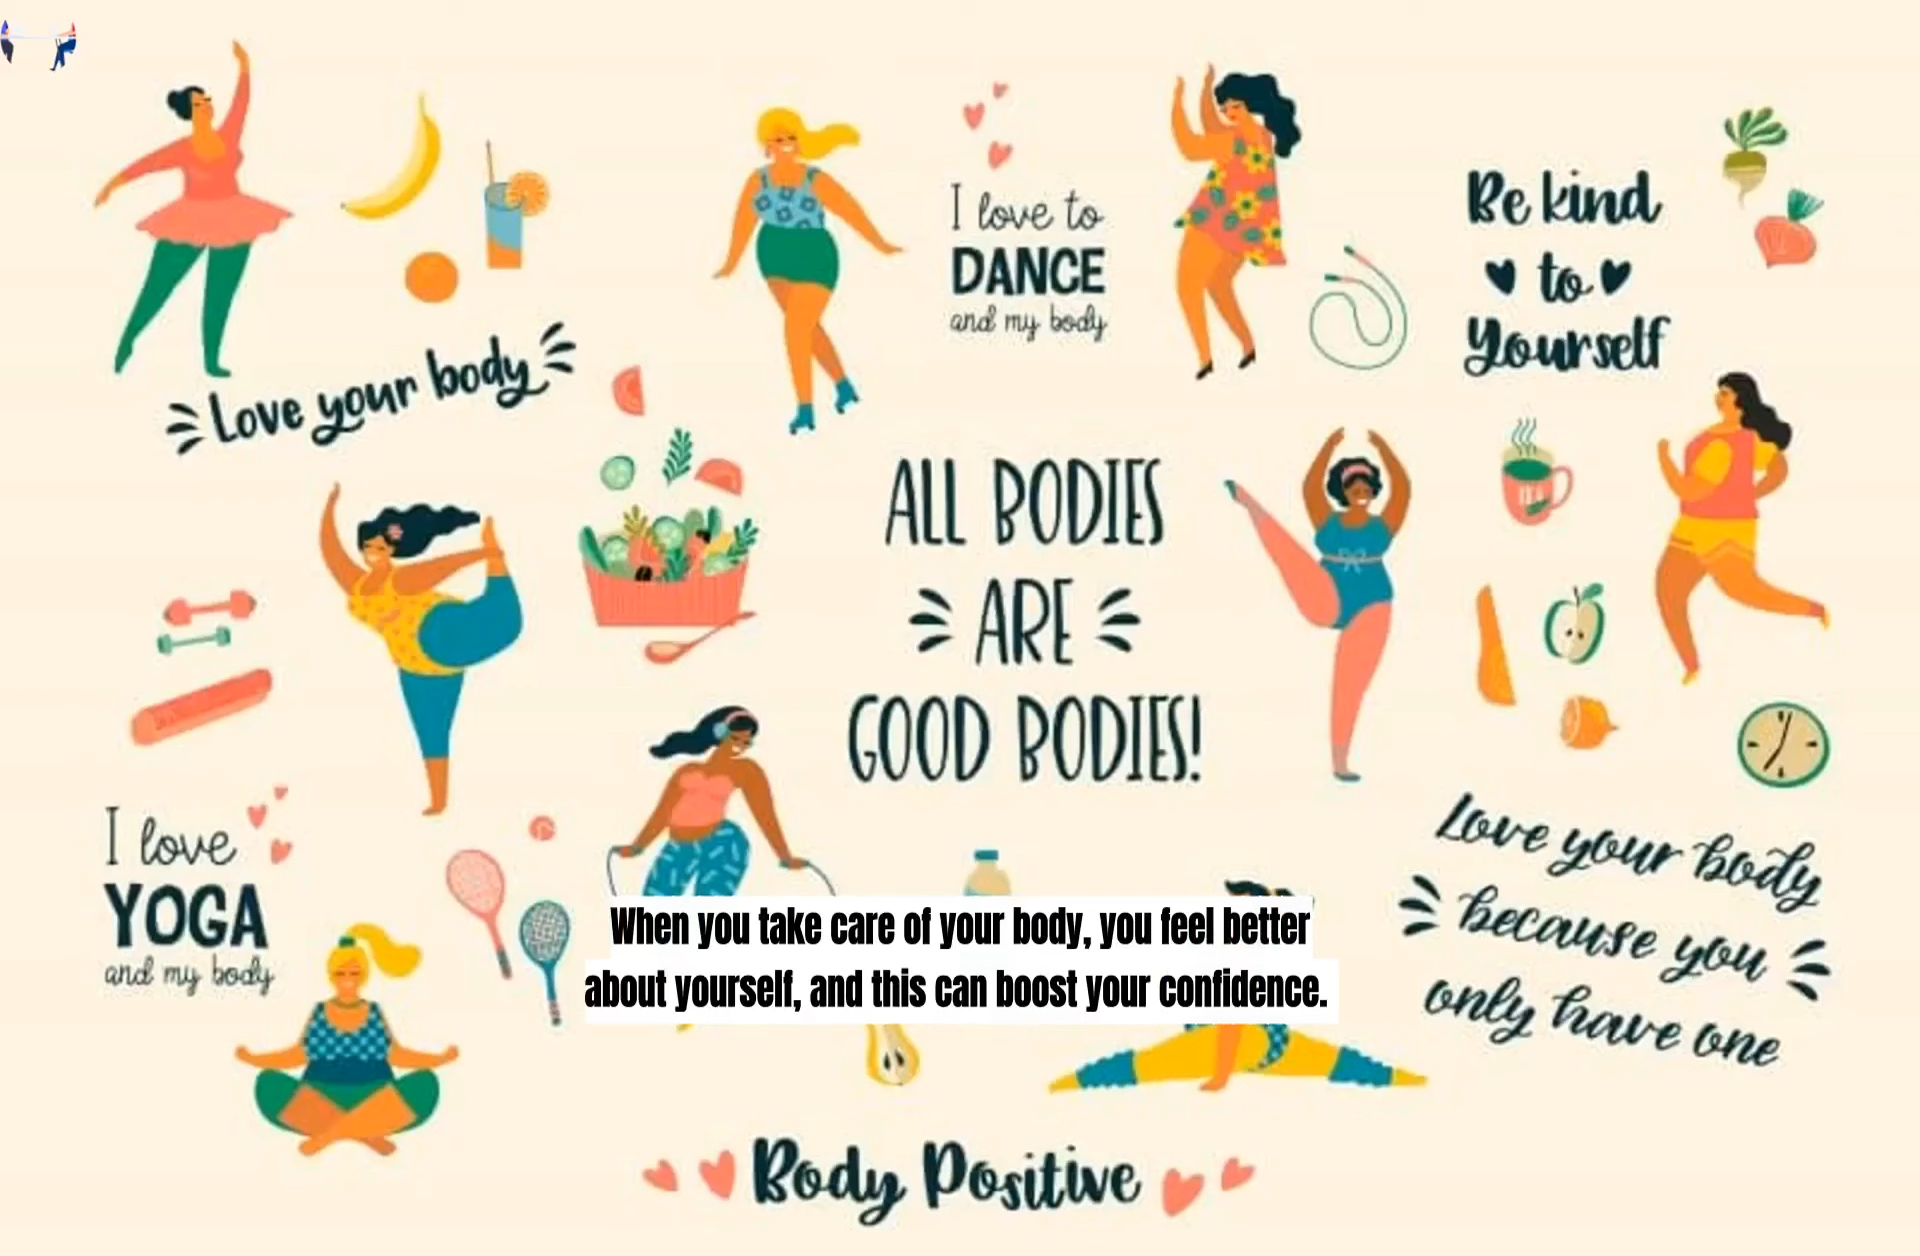 I love to
DANCE
and my body
Be kind
to
Yourself
Love your body
ALL BODIES
ARE
GOOD BODIES!
I love
YOGA
and my body
Love your body
because you
only have one
When you take care of your body, you feel better
about yourself, and this can boost your confidence.
Body Positive